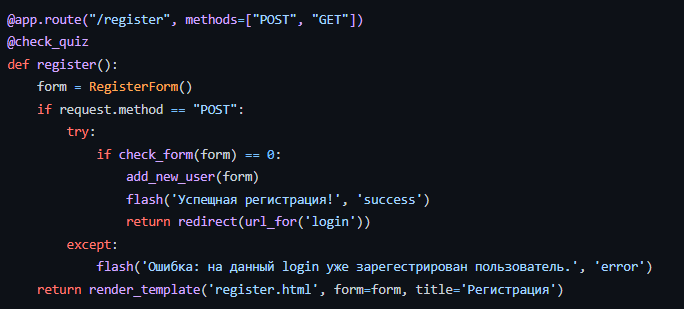 @app.route("/register", methods=["POST", "GET"])
@check_quiz
def register():
    form = RegisterForm()
    if request.method == "POST":
        try:
            if check_form(form) == 0:
                add_new_user(form)
                flash('Успещная регистрация!', 'success')
                return redirect(url_for('login'))
        except:
            flash('Ошибка: на данный login уже зарегестрирован пользователь.', 'error')
    return render_template('register.html', form=form, title='Регистрация')